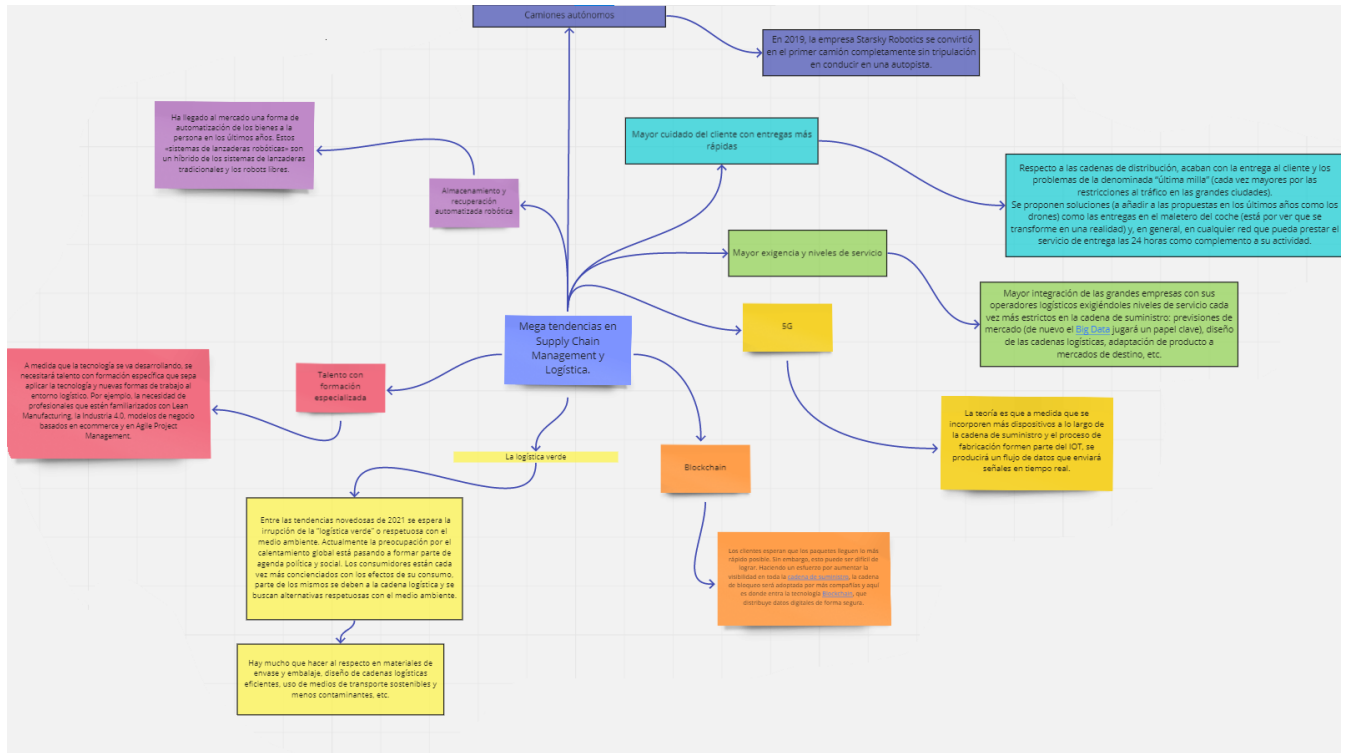 Camiones autónomos
En 2019, la empresa Starsky Robotics se convirtió
en el primer camión completamente sin tripulación
en conducir en una autopista.
Ha llegado al mercado una forma de
automatización de los bienes a la
persona en los últimos años. Estos
«sistemas de lanzaderas robóticas» son
un híbrido de los sistemas de lanzaderas
tradicionales y los robots libres.
Almacenamiento y
recuperación
automatizada robótica
Mayor cuidado del cliente con entregas más
rápidas
Respecto a las cadenas de distribución, acaban con la entrega al cliente y los
problemas de la denominada "última milla" (cada vez mayores por las
restricciones al tráfico en las grandes ciudades).
Se proponen soluciones (a añadir a las propuestas en los últimos años como los
drones) como las entregas en el maletero del coche (está por ver que se
transforme en una realidad) y, en general, en cualquier red que pueda prestar el
servicio de entrega las 24 horas como complemento a su actividad.
Mayor exigencia y niveles de servicio
Mayor integración de las grandes empresas con sus
operadores logísticos exigiéndoles niveles de servicio cada
vez más estrictos en la cadena de suministro: previsiones de
mercado (de nuevo el Big Data jugará un papel clave), diseño
de las cadenas logísticas, adaptación de producto a
mercados de destino, etc.
5G
La teoría es que a medida que se
incorporen más dispositivos a lo largo de
la cadena de suministro y el proceso de
fabricación formen parte del IOT, se
producirá un flujo de datos que enviará
señales en tiempo real.
Mega tendencias en
Supply Chain
Management y
Logística.
Talento con
formación
especializada
A medida que la tecnología se va desarrollando, se
necesitará talento con formación específica que sepa
aplicar la tecnología y nuevas formas de trabajo al
entorno logístico. Por ejemplo, la necesidad de
profesionales que estén familiarizados con Lean
Manufacturing, la Industria 4.0, modelos de negocio
basados en ecommerce y en Agile Project
Management.
La logística verde
Entre las tendencias novedosas de 2021 se espera la
irrupción de la "logística verde" o respetuosa con el
medio ambiente. Actualmente la preocupación por el
calentamiento global está pasando a formar parte de
agenda política y social. Los consumidores están cada
vez más concienciados con los efectos de su consumo,
parte de los mismos se deben a la cadena logística y se
buscan alternativas respetuosas con el medio ambiente.
Hay mucho que hacer al respecto en materiales de
envase y embalaje, diseño de cadenas logísticas
eficientes, uso de medios de transporte sostenibles y
menos contaminantes, etc.
Blockchain
Los clientes esperan que los paquetes lleguen lo más
rápido posible. Sin embargo, esto puede ser difícil de
lograr. Haciendo un esfuerzo por aumentar la
visibilidad en toda la cadena de suministro, la cadena
de bloques será adoptada por más compañías y aquí
es donde entra la tecnología Blockchain, que
distribuye datos digitales de forma segura.